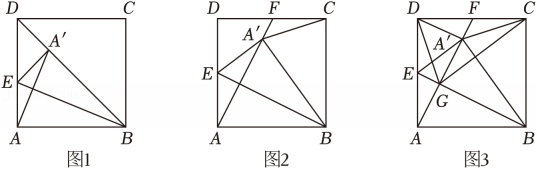 D C A′ E A B
图1
D F C A′ E A B
图2
D F C A′ E G A B
图3